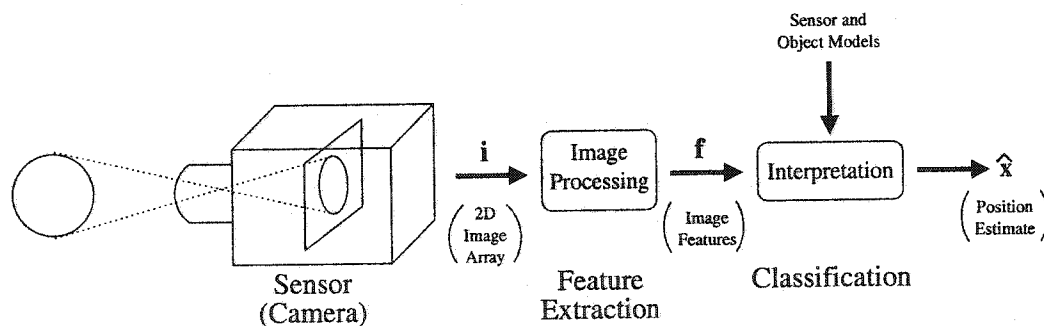 Sensor and
Object Models
i
Image
Processing
f
Interpretation
x̂
(2D
Image
Array)
(Image
Features)
(Position
Estimate)
Sensor
(Camera)
Feature
Extraction
Classification